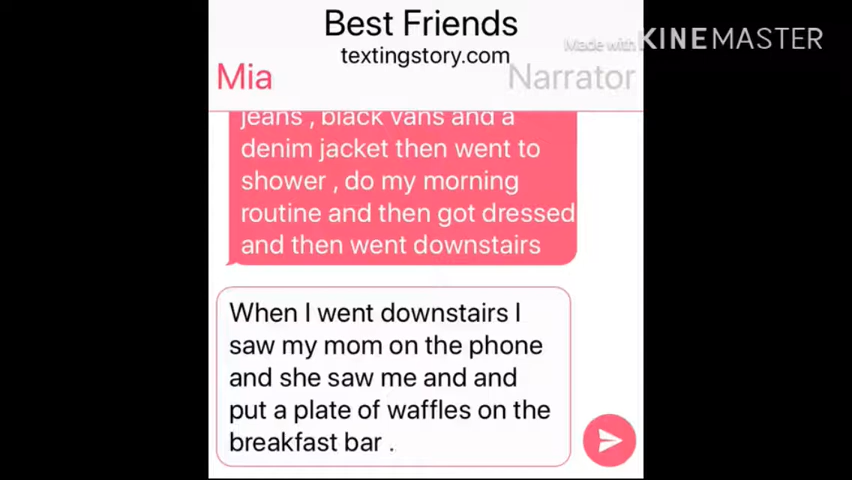 Best Friends
textingstory.com
Made with KINEMASTER
Mia
Narrator
jeans , black vans and a
denim jacket then went to
shower , do my morning
routine and then got dressed
and then went downstairs
When I went downstairs I
saw my mom on the phone
and she saw me and and
put a plate of waffles on the
breakfast bar .